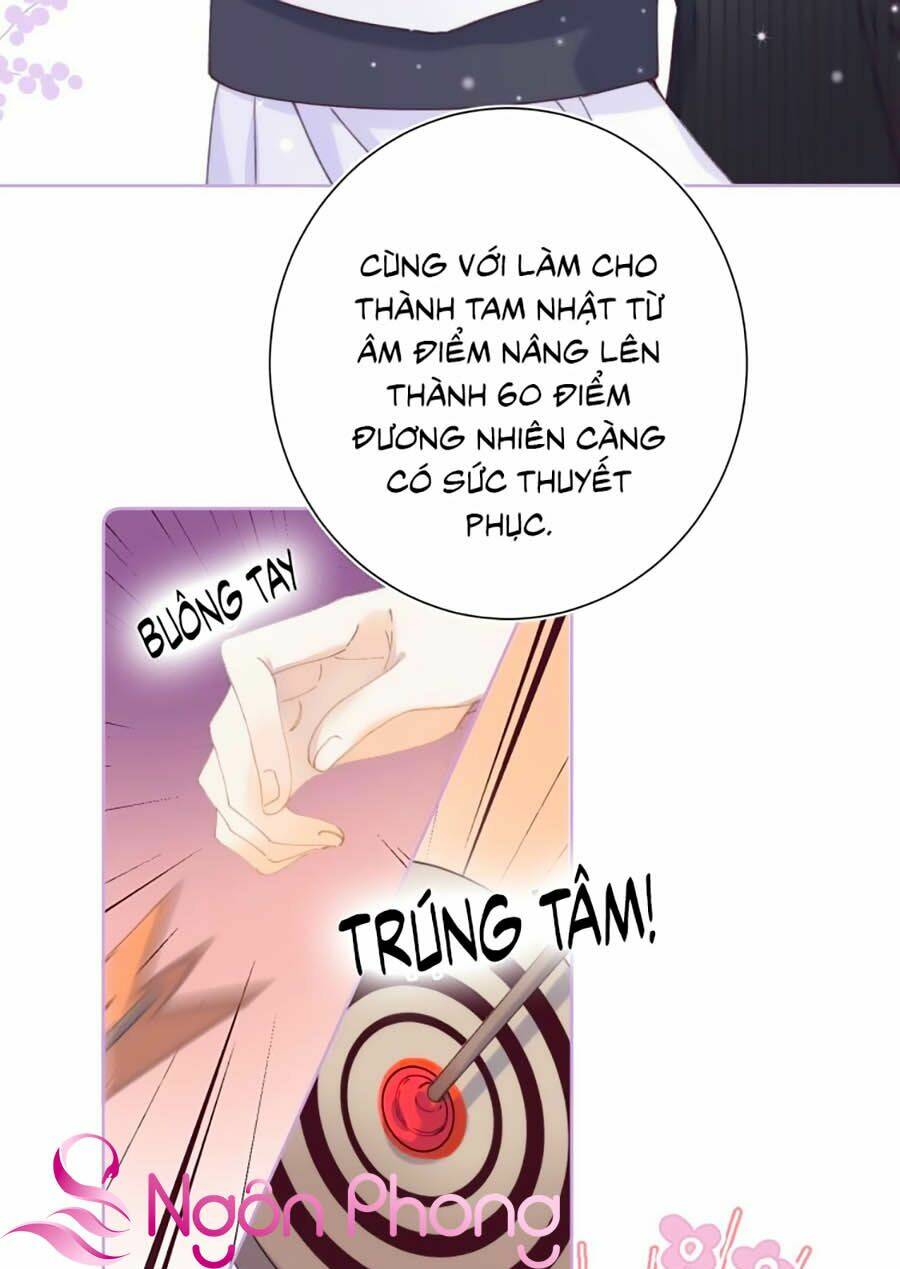 CÙNG VỚI LÀM CHO
THÀNH TAM NHẬT TỪ
ÂM ĐIỂM NÂNG LÊN
THÀNH 60 ĐIỂM
ĐƯƠNG NHIÊN CÀNG
CÓ SỨC THUYẾT
PHỤC.
BUÔNG TAY
TRÚNG TÂM!
Ngôn Phong